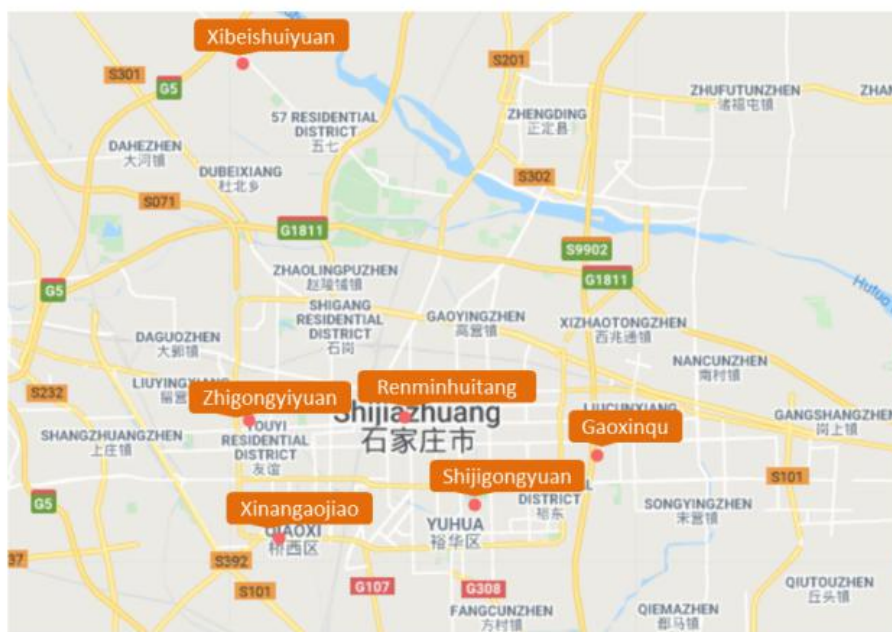 Xibeishuiyuan
S201
S301
G5
ZHUFUTUNZHEN
诸福屯镇
57 RESIDENTIAL
DISTRICT
五七
ZHENGDING
正定县
DAHEZHEN
大河镇
DUBEIXIANG
杜北乡
S302
S071
G1811
S9902
G1811
ZHAOLINGPUZHEN
赵陵铺镇
G5
Hutuo
SHIGANG
RESIDENTIAL
DISTRICT
石岗
GAOYINGZHEN
高营镇
XIZHAOTONGZHEN
西兆通镇
DAGUOZHEN
大郭镇
NANCUNZHEN
南村镇
S232
Renminhuitang
Zhigongyiyuan
Shijiazhuang
石家庄市
LIUCUNXIANG
GANGSHANGZHEN
岗上镇
Gaoxinqu
YOUYI
RESIDENTIAL
DISTRICT
友谊
SHANGZHUANGZHEN
上庄镇
Shijigongyuan
S101
G5
DISTRICT
裕东
SONGYINGZHEN
宋营镇
Xinangaojiao
QIAOXI
桥西区
YUHUA
裕华区
37
S392
S101
G107
G308
QIUTOUZHEN
丘头镇
FANGCUNZHEN
方村镇
QIEMAZHEN
郄马镇